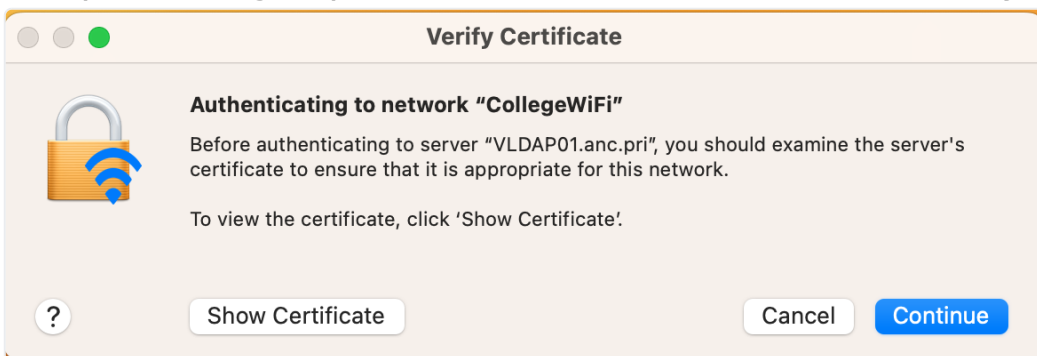 Verify Certificate
Authenticating to network “CollegeWiFi”
Before authenticating to server “VLDAP01.anc.pri”, you should examine the server's
certificate to ensure that it is appropriate for this network.
To view the certificate, click ‘Show Certificate’.
?
Show Certificate
Cancel
Continue